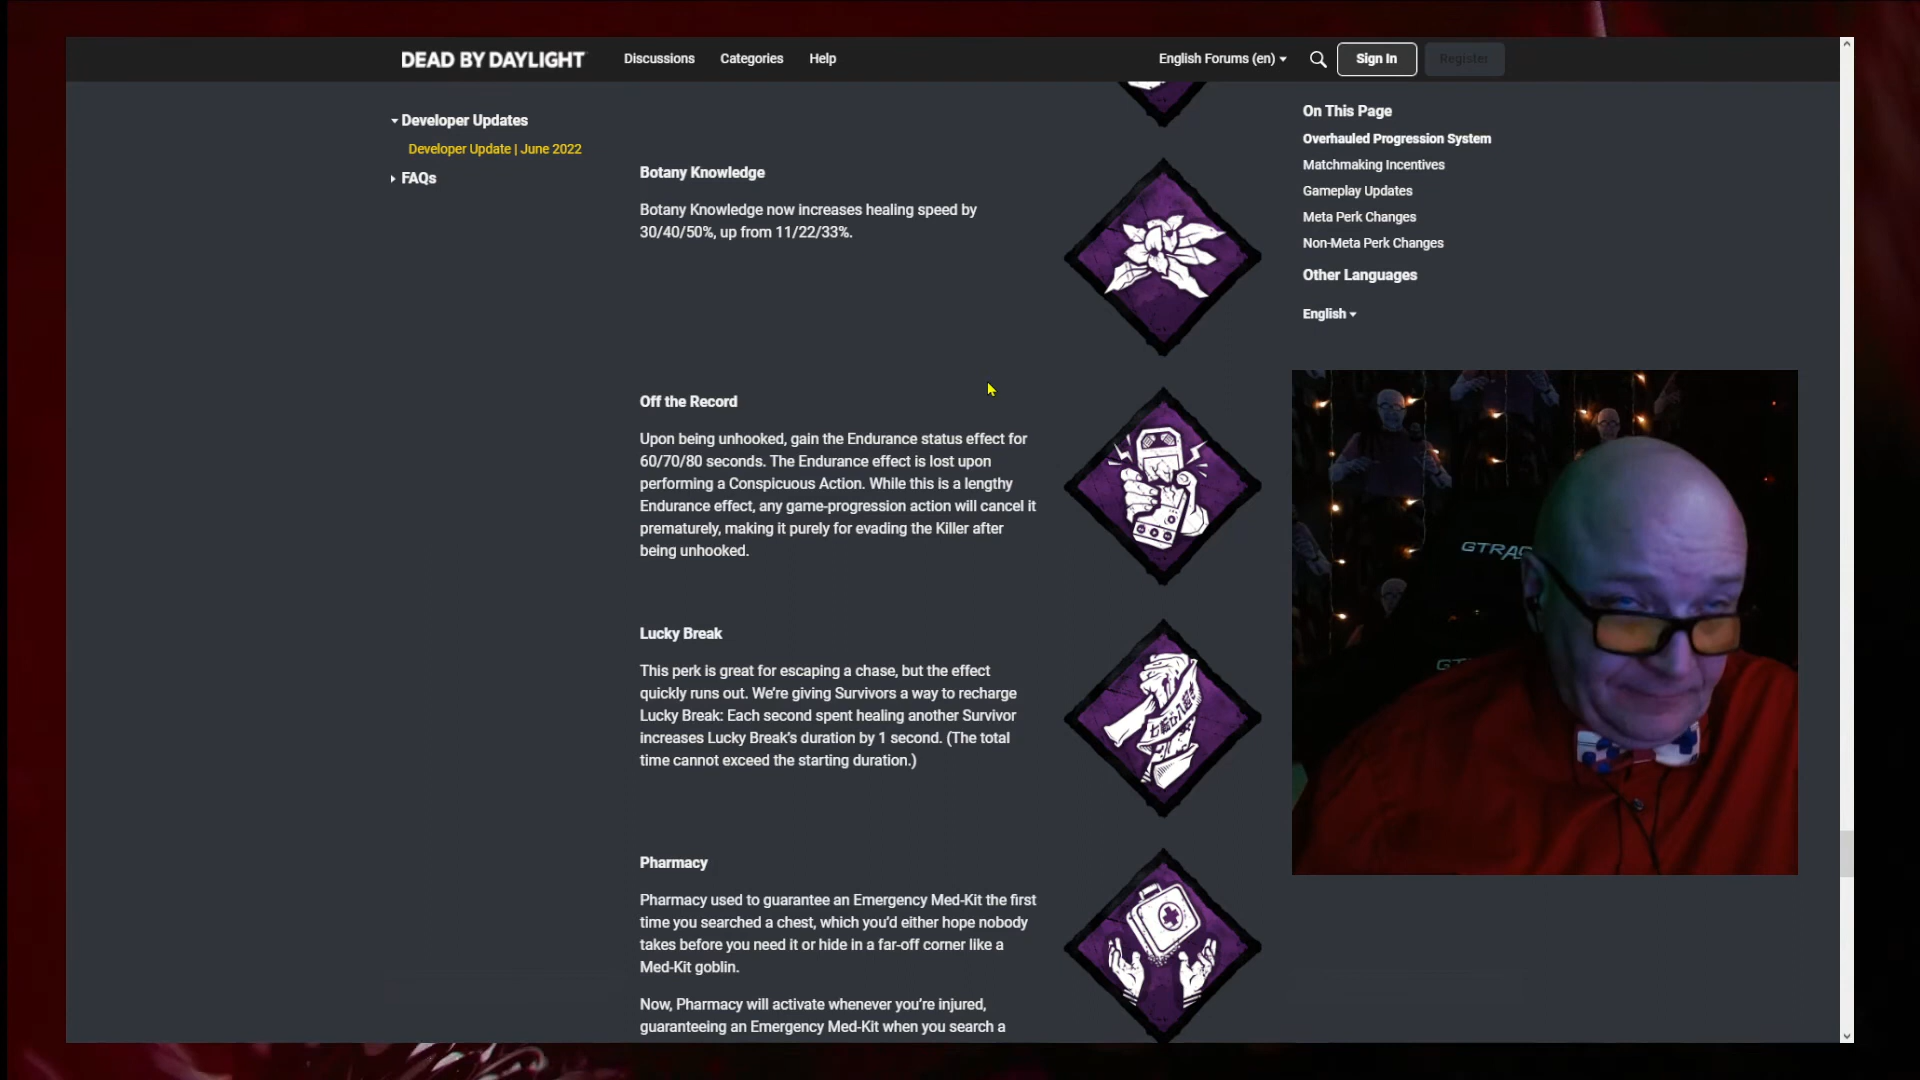 DEAD BY DAYLIGHT
Discussions
Categories
Help
English Forums (en)
Sign In
Register
Developer Updates
Developer Update | June 2022
FAQs
Botany Knowledge
Botany Knowledge now increases healing speed by
30/40/50%, up from 11/22/33%.
Off the Record
Upon being unhooked, gain the Endurance status effect for
60/70/80 seconds. The Endurance effect is lost upon
performing a Conspicuous Action. While this is a lengthy
Endurance effect, any game-progression action will cancel it
prematurely, making it purely for evading the Killer after
being unhooked.
Lucky Break
This perk is great for escaping a chase, but the effect
quickly runs out. We’re giving Survivors a way to recharge
Lucky Break: Each second spent healing another Survivor
increases Lucky Break’s duration by 1 second. (The total
time cannot exceed the starting duration.)
Pharmacy
Pharmacy used to guarantee an Emergency Med-Kit the first
time you searched a chest, which you’d either hope nobody
takes before you need it or hide in a far-off corner like a
Med-Kit goblin.
Now, Pharmacy will activate whenever you’re injured,
guaranteeing an Emergency Med-Kit when you search a
On This Page
Overhauled Progression System
Matchmaking Incentives
Gameplay Updates
Meta Perk Changes
Non-Meta Perk Changes
Other Languages
English
GTRAC
GT